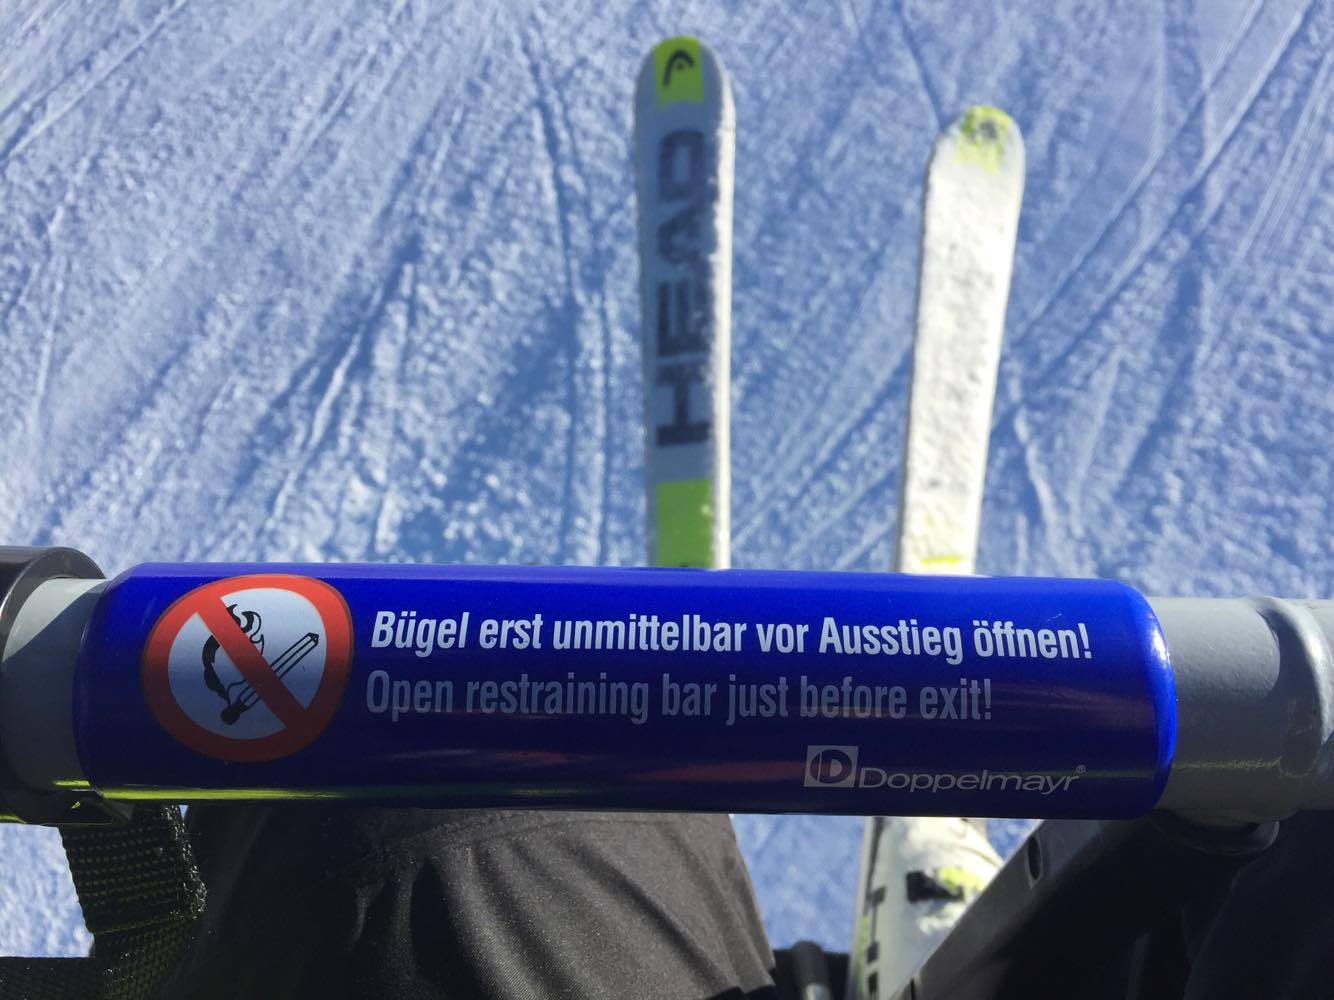 HEAD
Bügel erst unmittelbar vor Ausstieg öffnen!
Open restraining bar just before exit!
D Doppelmayr®